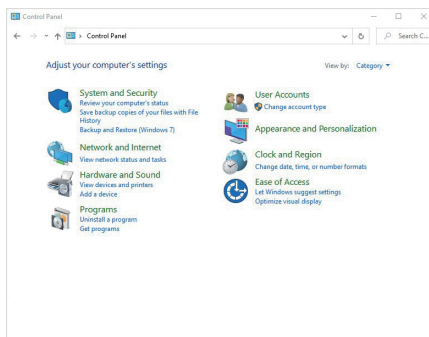 Control Panel
Control Panel
Search C...
Adjust your computer's settings
View by: Category
System and Security
Review your computer's status
Save backup copies of your files with File
History
Backup and Restore (Windows 7)
Network and Internet
View network status and tasks
Hardware and Sound
View devices and printers
Add a device
Programs
Uninstall a program
Get programs
User Accounts
Change account type
Appearance and Personalization
Clock and Region
Change date, time, or number formats
Ease of Access
Let Windows suggest settings
Optimize visual display